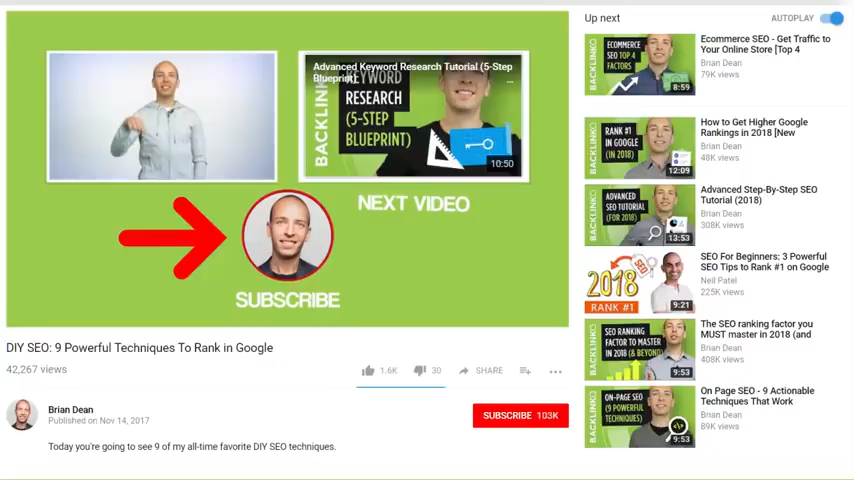 Advanced Keyword Research Tutorial (5-Step
Blueprint)
BACKLINKO
KEYWORD
RESEARCH
(5-STEP
BLUEPRINT)
10:50
NEXT VIDEO
SUBSCRIBE
DIY SEO: 9 Powerful Techniques To Rank in Google
42,267 views
1.6K
30
SHARE
Brian Dean
Published on Nov 14, 2017
SUBSCRIBE 103K
Today you're going to see 9 of my all-time favorite DIY SEO techniques.
Up next
AUTOPLAY
BACKLINKO
ECOMMERCE
SEO TOP 4
FACTORS
8:59
Ecommerce SEO - Get Traffic to
Your Online Store [Top 4
Brian Dean
79K views
BACKLINKO
RANK #1
IN GOOGLE
(IN 2018)
12:09
How to Get Higher Google
Rankings in 2018 [New
Brian Dean
48K views
BACKLINKO
ADVANCED
SEO TUTORIAL
(FOR 2018)
13:53
Advanced Step-By-Step SEO
Tutorial (2018)
Brian Dean
308K views
SEO
2018
RANK #1
9:21
SEO For Beginners: 3 Powerful
SEO Tips to Rank #1 on Google
Neil Patel
225K views
BACKLINKO
SEO RANKING
FACTOR TO MASTER
IN 2018 (& BEYOND)
9:53
The SEO ranking factor you
MUST master in 2018 (and
Brian Dean
408K views
BACKLINKO
ON-PAGE SEO
(9 POWERFUL
TECHNIQUES)
9:53
On Page SEO - 9 Actionable
Techniques That Work
Brian Dean
89K views